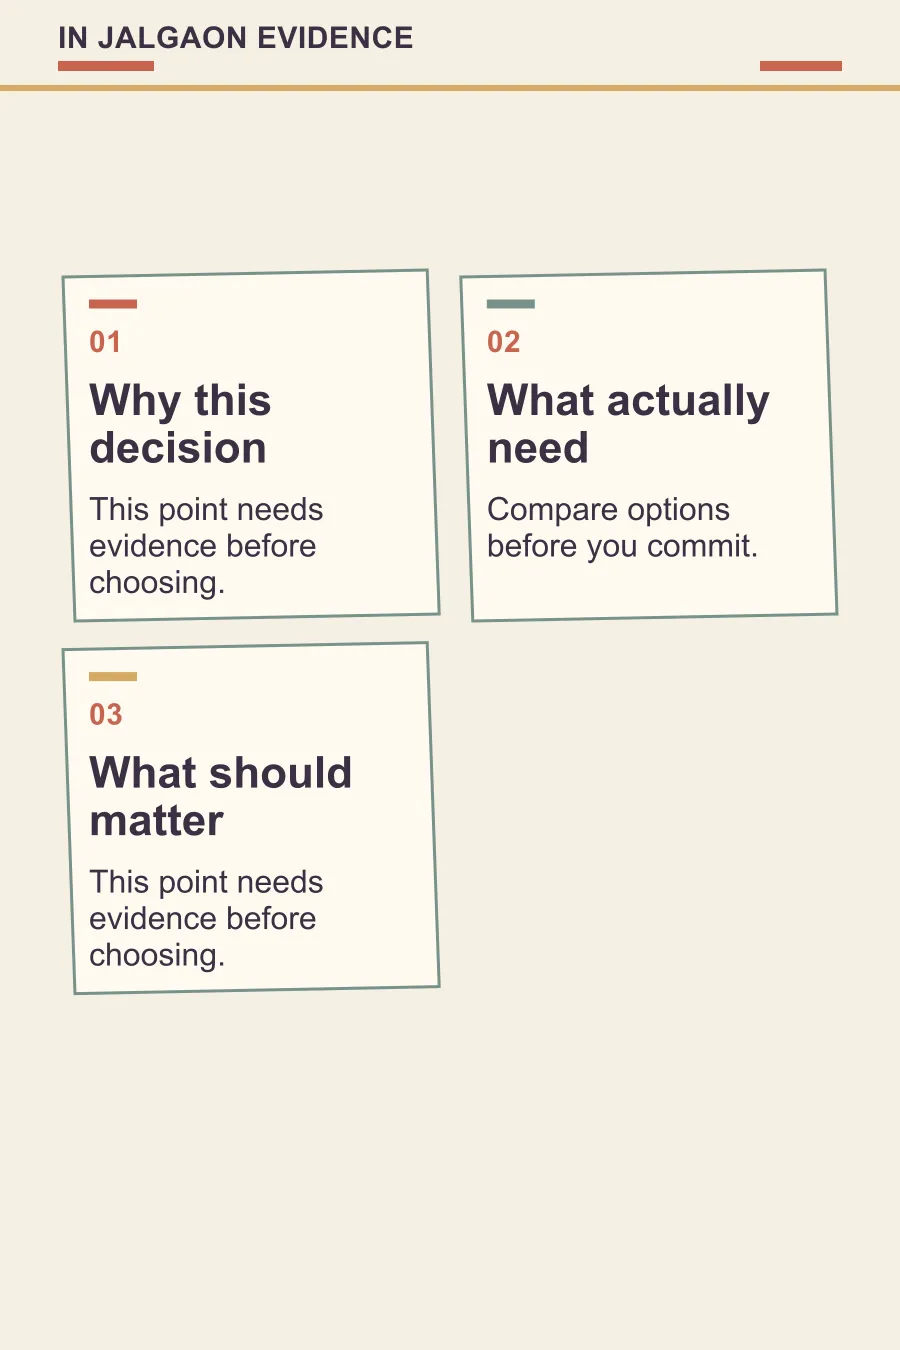 IN JALGAON EVIDENCE
01
Why this
decision
This point needs
evidence before
choosing.
02
What actually
need
Compare options
before you commit.
03
What should
matter
This point needs
evidence before
choosing.